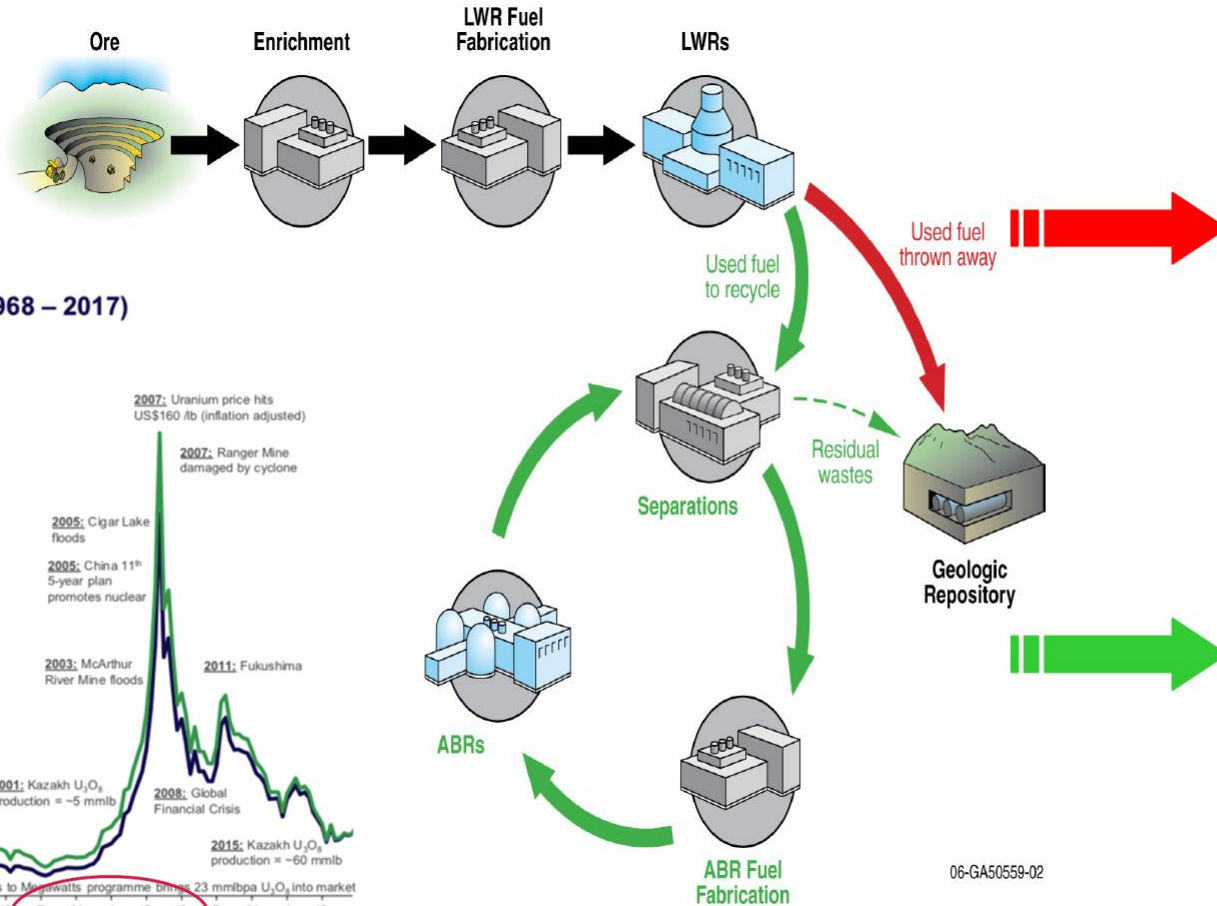 Ore
Enrichment
LWR Fuel
Fabrication
LWRs
Used fuel
to recycle
Used fuel
thrown away
Separations
Residual
wastes
Geologic
Repository
ABRs
ABR Fuel
Fabrication
06-GA50559-02
968 – 2017)
2007: Uranium price hits
US$160 /lb (inflation adjusted)
2007: Ranger Mine
damaged by cyclone
2005: Cigar Lake
floods
2005: China 11th
5-year plan
promotes nuclear
2003: McArthur
River Mine floods
2011: Fukushima
001: Kazakh U3O8
roduction = ~5 mmlb
2008: Global
Financial Crisis
2015: Kazakh U3O8
production = ~60 mmlb
s to Megawatts programme brings 23 mmlbpa U3O8 into market